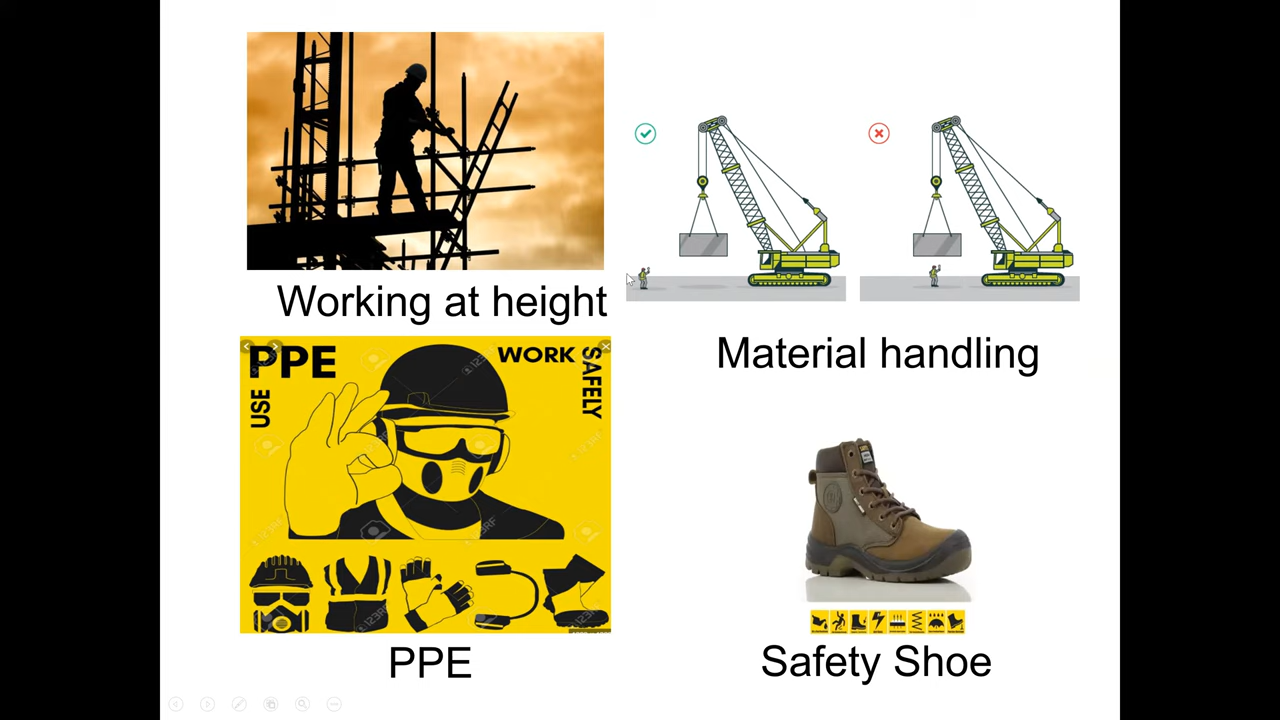 Working at height
Material handling
PPE
USE
WORK
SAFELY
PPE
Safety Shoe